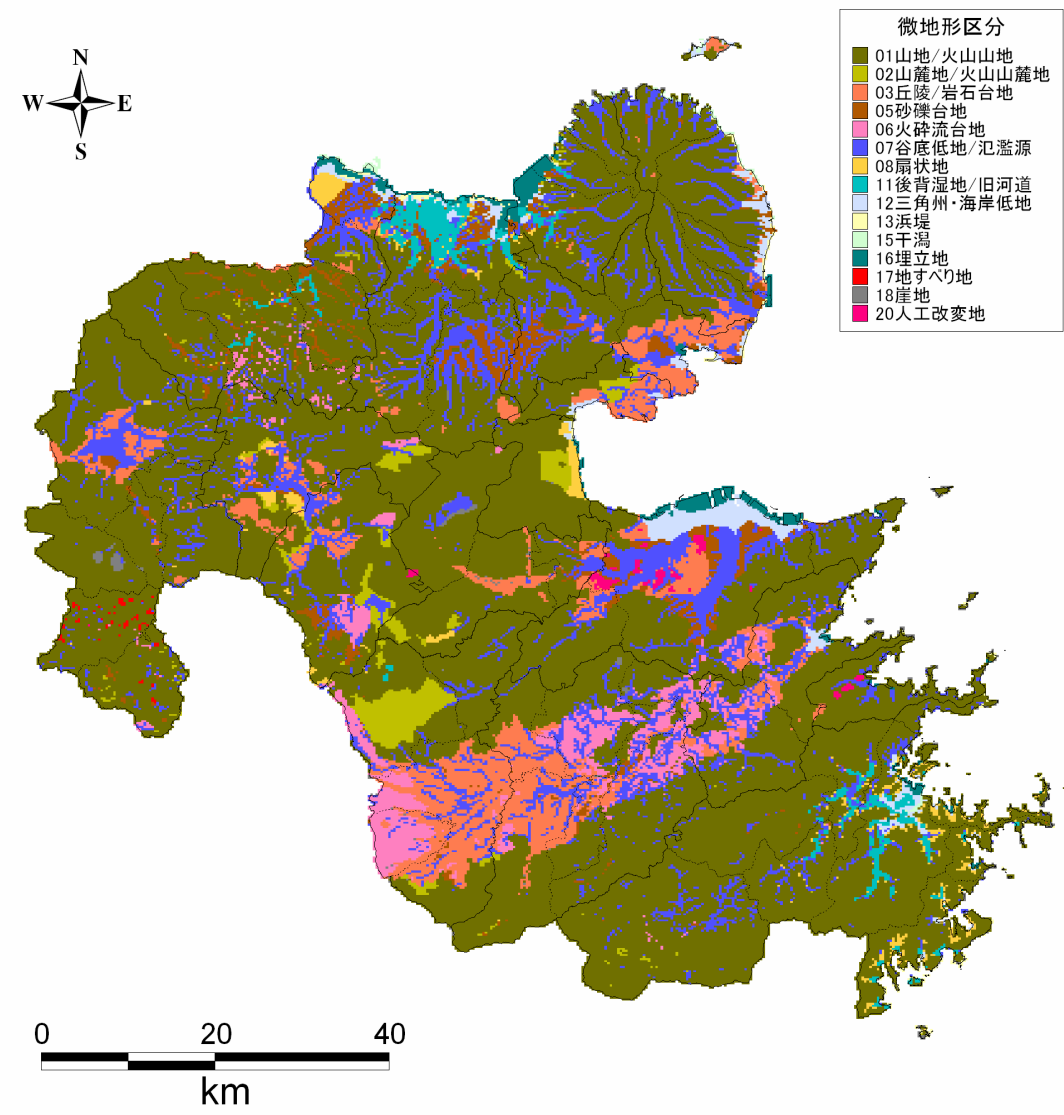 微地形区分
01山地/火山山地
02山麓地/火山山麓地
03丘陵/岩石台地
05砂礫台地
06火砕流台地
07谷底低地/氾濫原
08扇状地
11後背湿地/旧河道
12三角州・海岸低地
13浜堤
15干潟
16埋立地
17地すべり地
18崖地
20人工改変地
N
W E
S
0 20 40
km